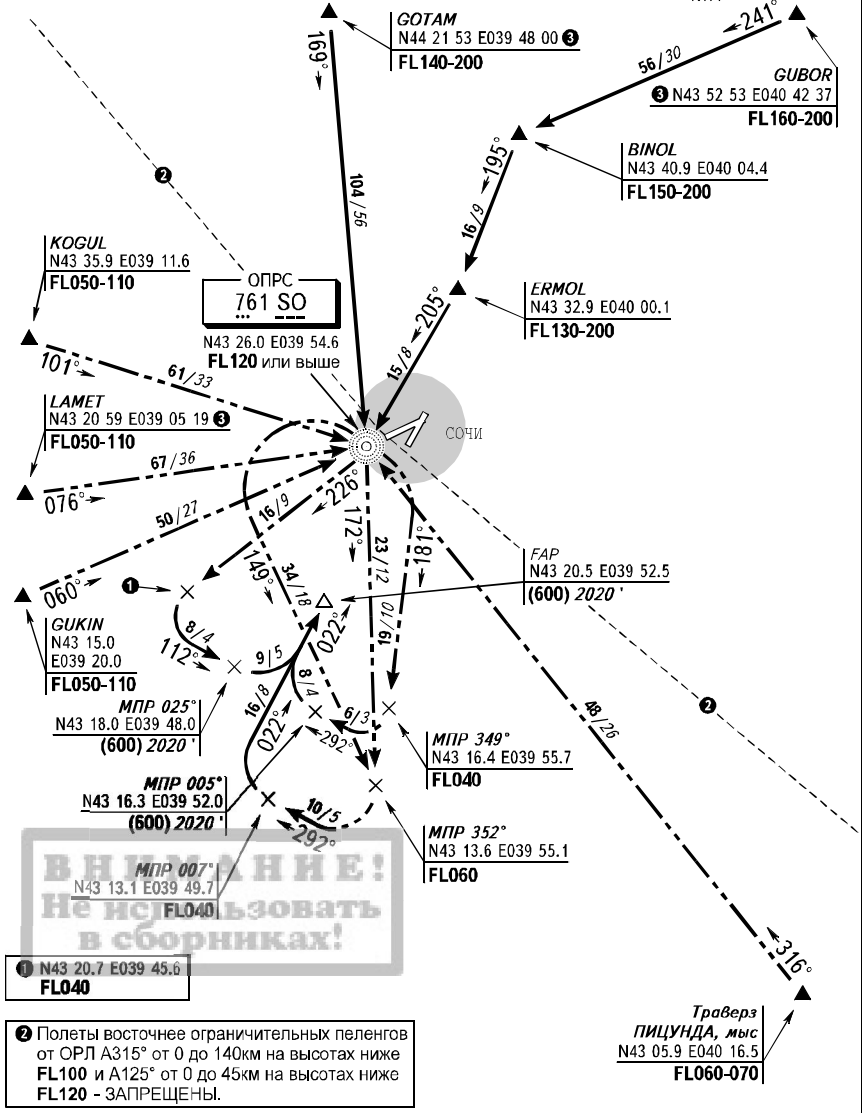 241°
GOTAM
N44 21 53 E039 48 00 3
FL140-200
169°
56/30
GUBOR
3 N43 52 53 E040 42 37
FL160-200
195°
BINOL
N43 40.9 E040 04.4
FL150-200
2
104/56
16/9
KOGUL
N43 35.9 E039 11.6
FL050-110
ОПРС
761 SO
N43 26.0 E039 54.6
FL120 или выше
205°
ERMOL
N43 32.9 E040 00.1
FL130-200
101°
61/33
15/8
LAMET
N43 20 59 E039 05 19 3
FL050-110
СОЧИ
67/36
076°
226°
50/27
16/9
172°
23/12
181°
149°
34/18
FAP
N43 20.5 E039 52.5
(600) 2020'
060°
1
022°
19/10
GUKIN
N43 15.0
E039 20.0
FL050-110
8/4
112°
9/5
8/4
16/8
022°
МПР 025°
N43 18.0 E039 48.0
(600) 2020'
6/3
292°
48/26
2
МПР 349°
N43 16.4 E039 55.7
FL040
МПР 005°
N43 16.3 E039 52.0
(600) 2020'
10/5
292°
МПР 352°
N43 13.6 E039 55.1
FL060
ВНИМАНИЕ!
Не использовать
в сборниках!
МПР 007°
N43 13.1 E039 49.7
FL040
316°
1 N43 20.7 E039 45.6
FL040
Траверз
ПИЦУНДА, мыс
N43 05.9 E040 16.5
FL060-070
2 Полеты восточнее ограничительных пеленгов
от ОРЛ А315° от 0 до 140км на высотах ниже
FL100 и А125° от 0 до 45км на высотах ниже
FL120 - ЗАПРЕЩЕНЫ.